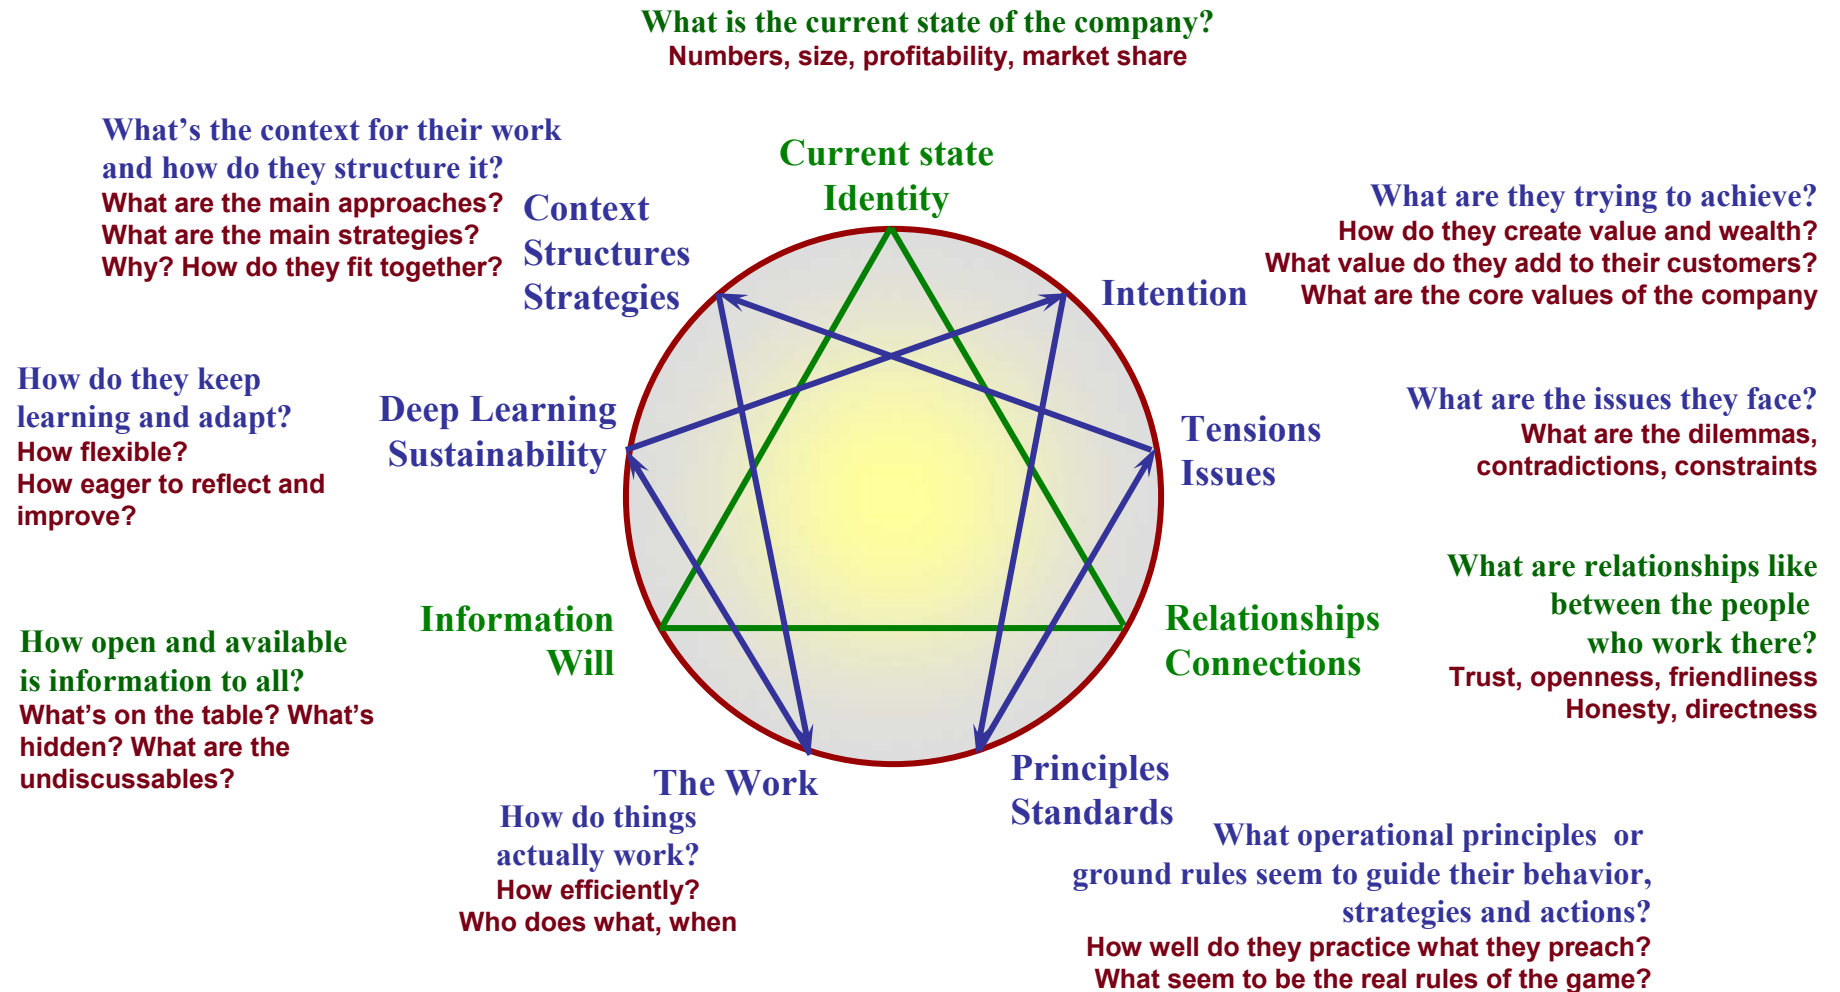 What is the current state of the company?
Numbers, size, profitability, market share
What’s the context for their work
and how do they structure it?
What are the main approaches?
What are the main strategies?
Why? How do they fit together?
Context
Structures
Strategies
Current state
Identity
Intention
What are they trying to achieve?
How do they create value and wealth?
What value do they add to their customers?
What are the core values of the company
How do they keep
learning and adapt?
How flexible?
How eager to reflect and
improve?
Deep Learning
Sustainability
Tensions
Issues
What are the issues they face?
What are the dilemmas,
contradictions, constraints
Information
Will
How open and available
is information to all?
What’s on the table? What’s
hidden? What are the
undiscussables?
Relationships
Connections
What are relationships like
between the people
who work there?
Trust, openness, friendliness
Honesty, directness
The Work
How do things
actually work?
How efficiently?
Who does what, when
Principles
Standards
What operational principles or
ground rules seem to guide their behavior,
strategies and actions?
How well do they practice what they preach?
What seem to be the real rules of the game?